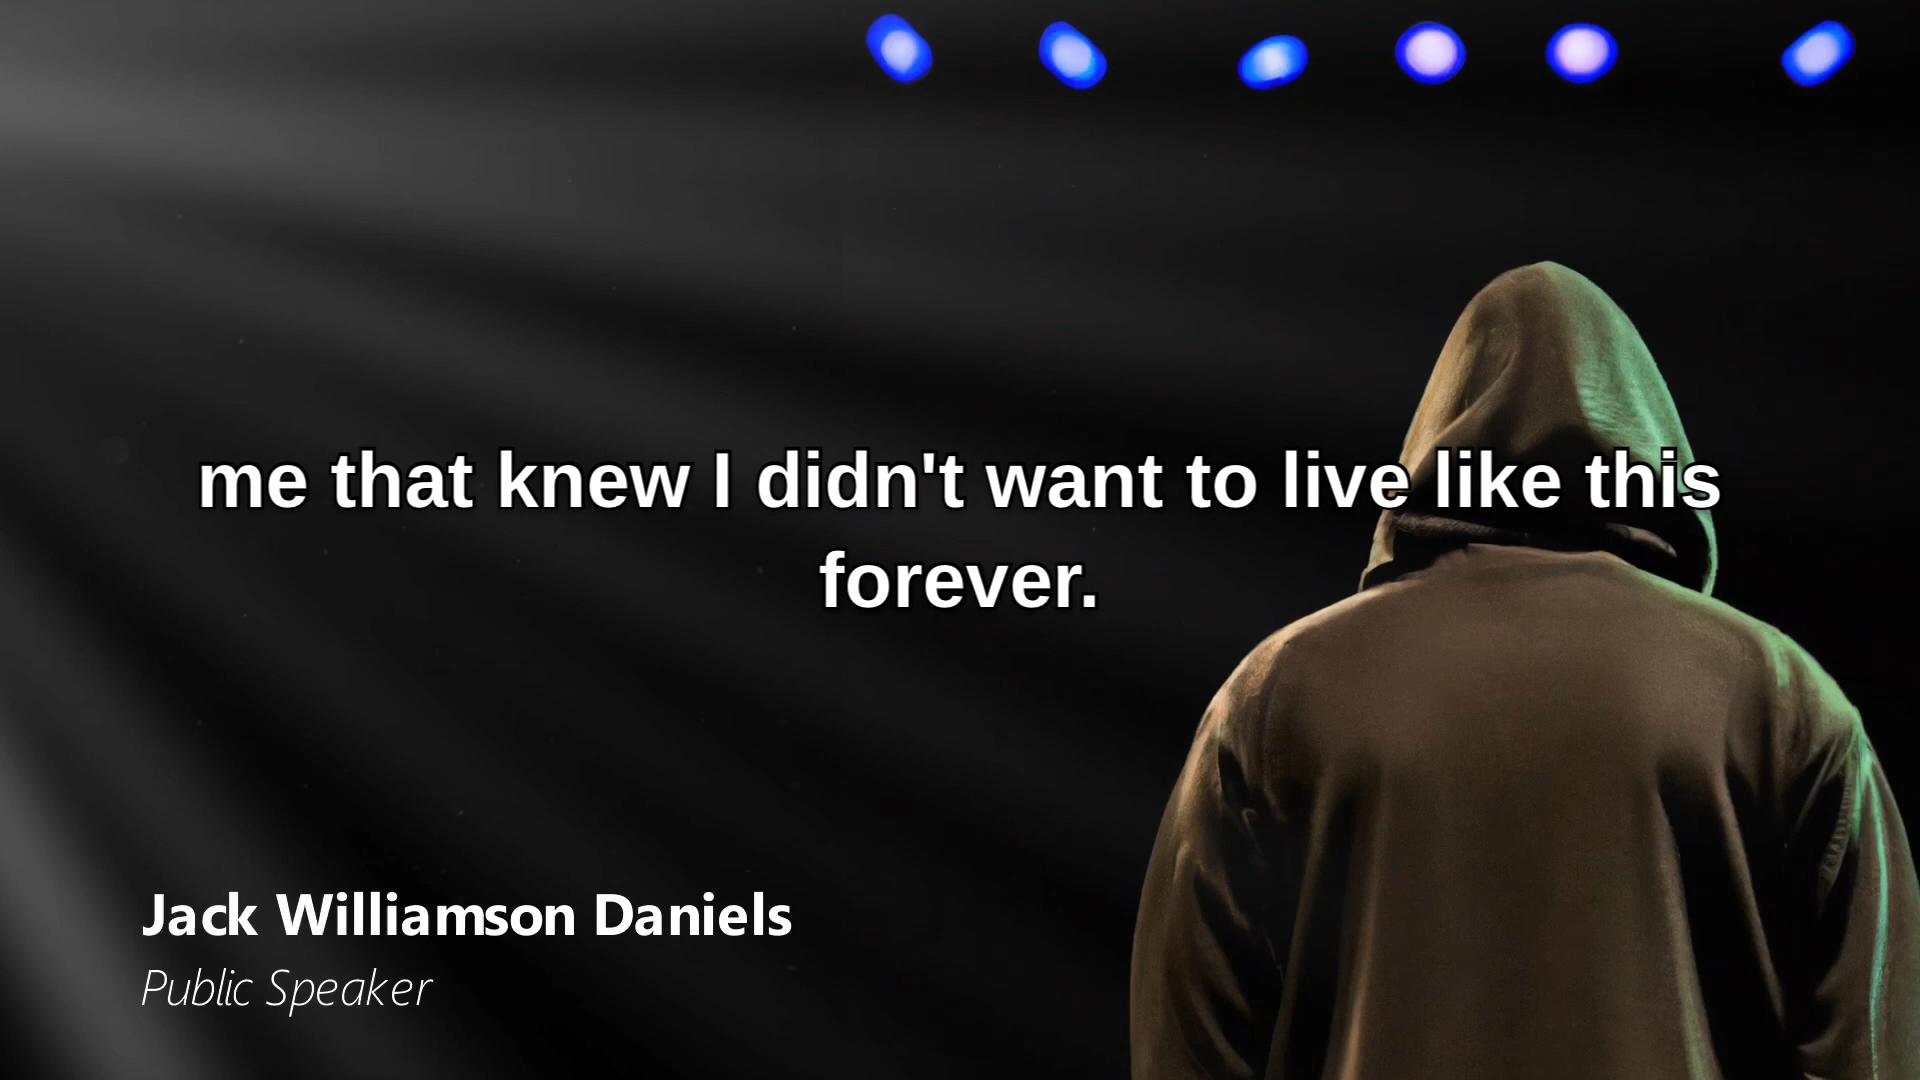 me that knew I didn't want to live like this
forever.
Jack Williamson Daniels
Public Speaker